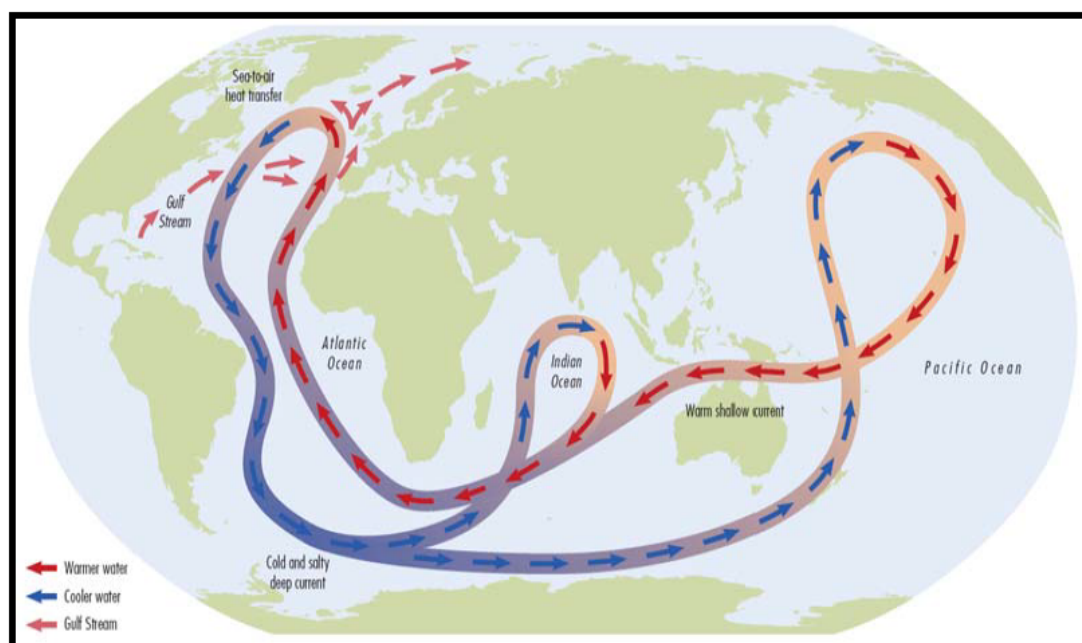 Sea-to-air
heat transfer
Gulf
Stream
Atlantic
Ocean
Indian
Ocean
Pacific Ocean
Warm shallow current
Cold and salty
deep current
Warmer water
Cooler water
Gulf Stream